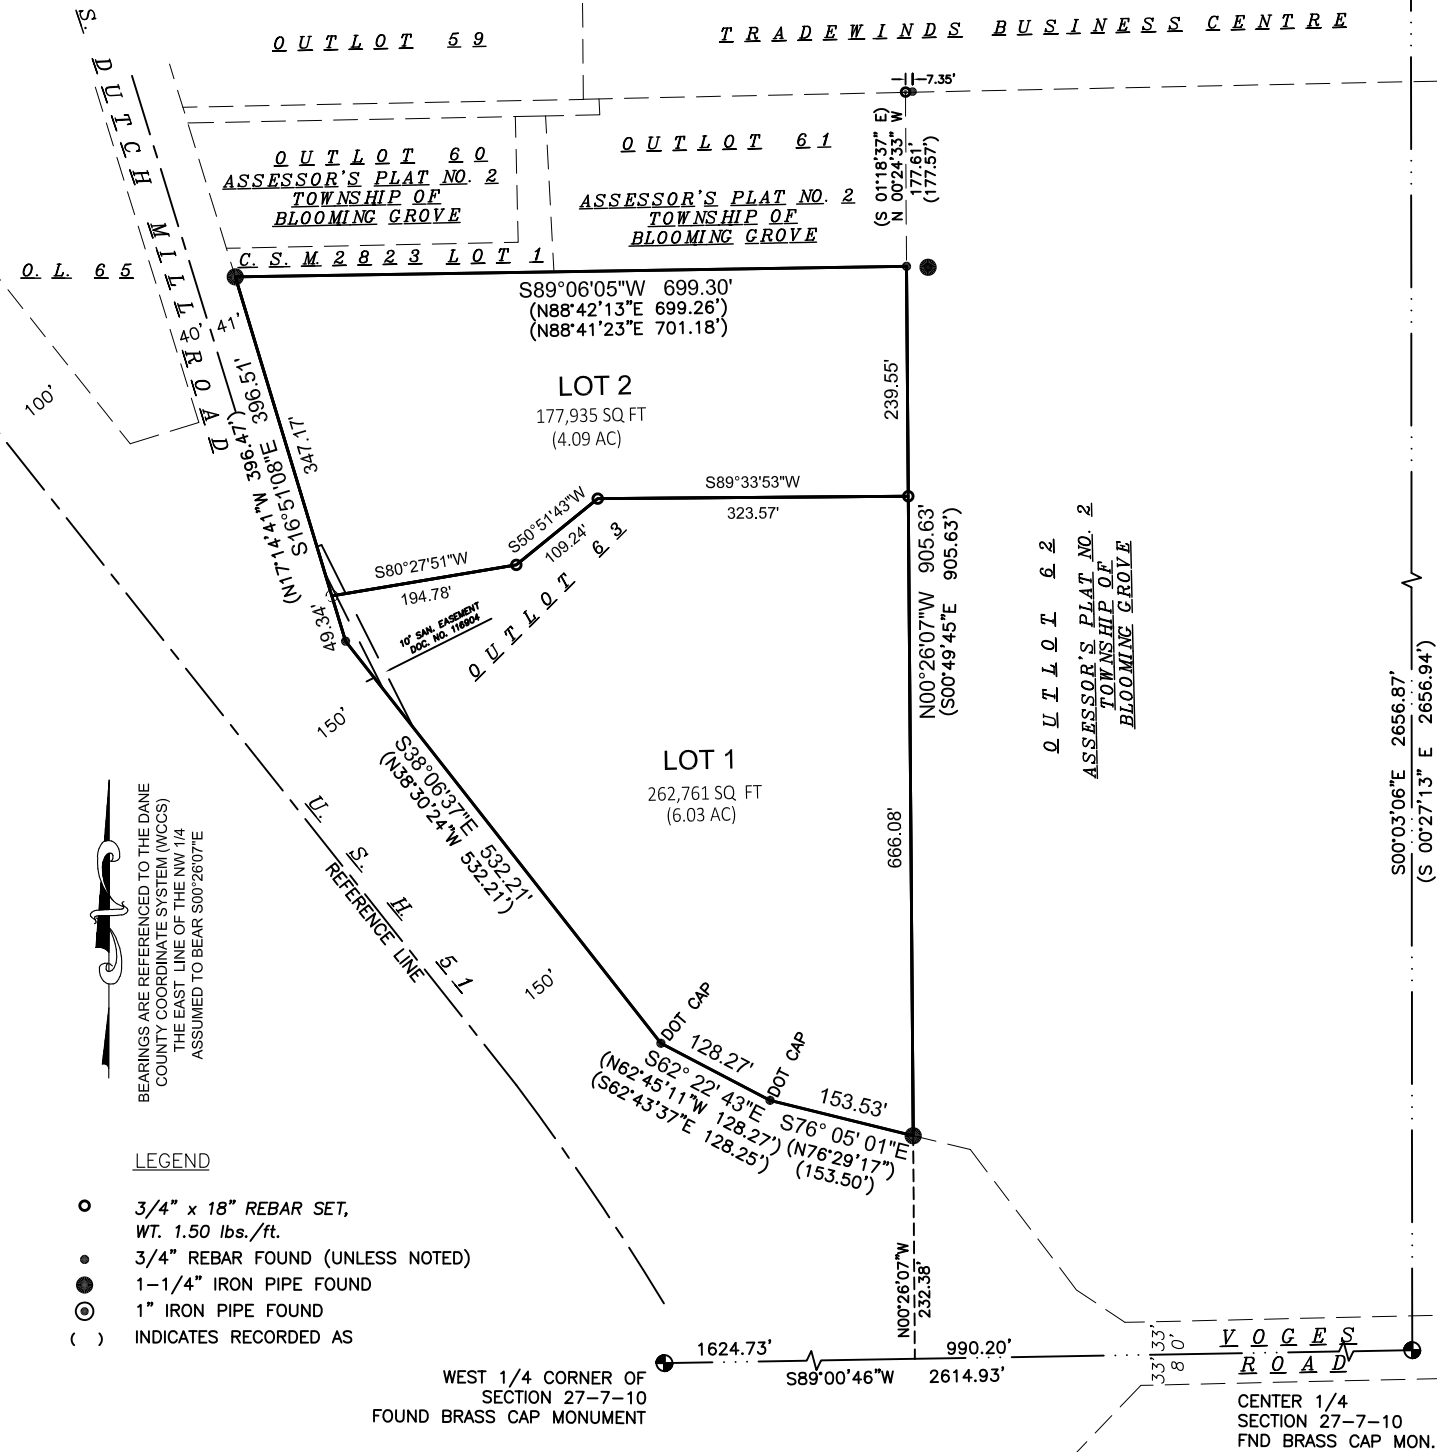 OUTLOT 59
TRADEWINDS BUSINESS CENTRE
S. DUTCH MILL ROAD
7.35'
(S 01°18'37" E)
N 00°24'33" W
177.61'
(177.57')
OUTLOT 60
ASSESSOR'S PLAT NO. 2
TOWNSHIP OF
BLOOMING GROVE
OUTLOT 61
ASSESSOR'S PLAT NO. 2
TOWNSHIP OF
BLOOMING GROVE
C. S. M. 2823 LOT 1
O. L. 65
S89°06'05"W 699.30'
(N88°42'13"E 699.26')
(N88°41'23"E 701.18')
40'
41'
100'
LOT 2
177,935 SQ FT
(4.09 AC)
239.55'
347.17'
S16°51'08"E 396.51'
(N17°14'41"W 396.47')
S89°33'53"W
323.57'
S50°51'43"W
109.24'
S80°27'51"W
194.78'
49.34'
10' SAN. EASEMENT
DOC. NO. 116904
OUTLOT 63
N00°26'07"W 905.63'
(S00°49'45"E 905.63')
OUTLOT 62
ASSESSOR'S PLAT NO. 2
TOWNSHIP OF
BLOOMING GROVE
S00°03'06"E 2656.87'
(S 00°27'13" E 2656.94')
150'
S38°06'37"E 532.21'
(N38°30'24"W 532.21')
LOT 1
262,761 SQ FT
(6.03 AC)
666.08'
U. S. H. 51
REFERENCE LINE
150'
BEARINGS ARE REFERENCED TO THE DANE
COUNTY COORDINATE SYSTEM (WCCS)
THE EAST LINE OF THE NW 1/4
ASSUMED TO BEAR S00°26'07"E
DOT CAP
128.27'
S62° 22' 43"E
(N62°45'11"W 128.27')
(S62°43'37"E 128.25')
DOT CAP
153.53'
S76° 05' 01"E
(N76°29'17")
(153.50')
LEGEND
3/4" x 18" REBAR SET,
WT. 1.50 lbs./ft.
3/4" REBAR FOUND (UNLESS NOTED)
1-1/4" IRON PIPE FOUND
1" IRON PIPE FOUND
( ) INDICATES RECORDED AS
N00°26'07"W
232.38'
1624.73'
990.20'
S89°00'46"W 2614.93'
33' 33'
80'
VOGES
ROAD
WEST 1/4 CORNER OF
SECTION 27-7-10
FOUND BRASS CAP MONUMENT
CENTER 1/4
SECTION 27-7-10
FND BRASS CAP MON.